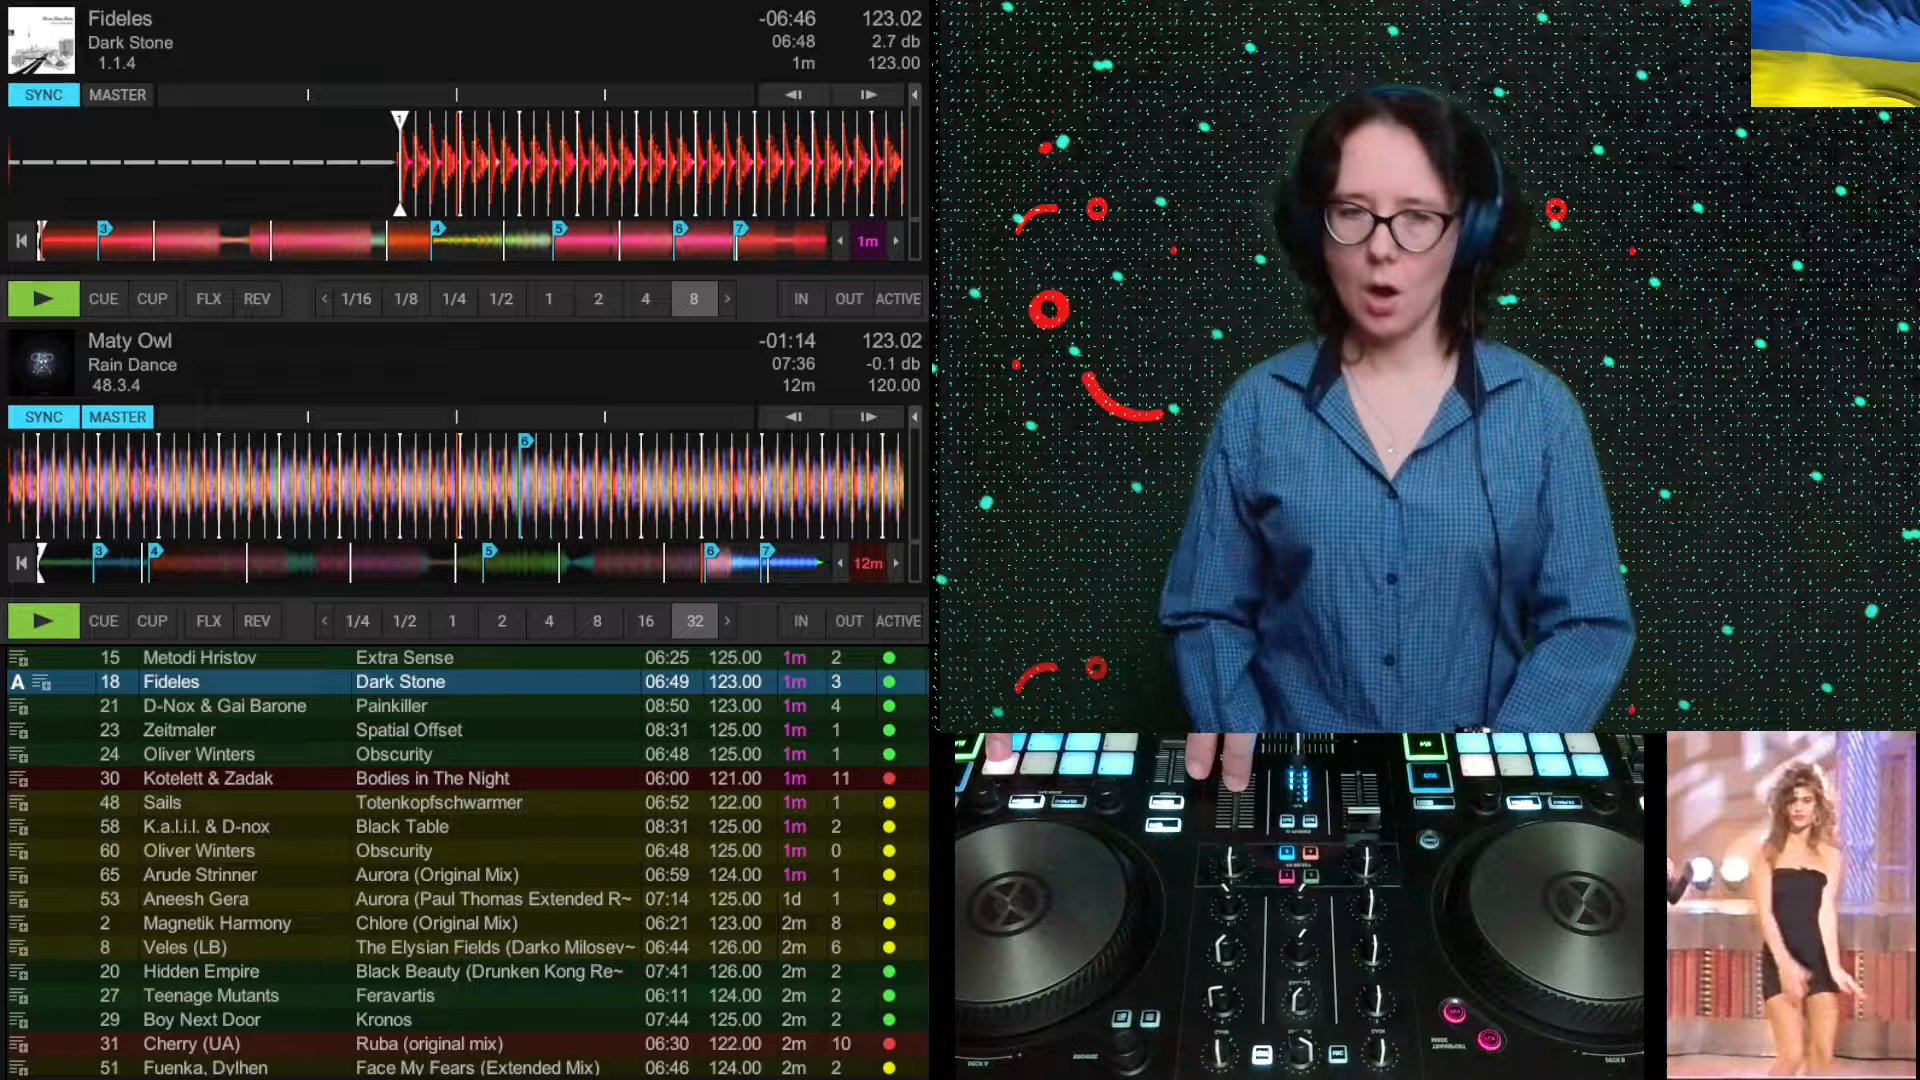 Fideles
Dark Stone
1.1.4
-06:46 123.02
06:48 2.7 db
1m 123.00
SYNC MASTER
1
3 4 5 6 7
1m
CUE CUP FLX REV 1/16 1/8 1/4 1/2 1 2 4 8 IN OUT ACTIVE
Maty Owl
Rain Dance
48.3.4
-01:14 123.02
07:36 -0.1 db
12m 120.00
SYNC MASTER
6
3 4 5 6 7
12m
CUE CUP FLX REV 1/4 1/2 1 2 4 8 16 32 IN OUT ACTIVE
15 Metodi Hristov Extra Sense 06:25 125.00 1m 2
A 18 Fideles Dark Stone 06:49 123.00 1m 3
21 D-Nox & Gai Barone Painkiller 08:50 123.00 1m 4
23 Zeitmaler Spatial Offset 08:31 125.00 1m 1
24 Oliver Winters Obscurity 06:48 125.00 1m 1
30 Kotelett & Zadak Bodies in The Night 06:00 121.00 1m 11
48 Sails Totenkopfschwarmer 06:52 122.00 1m 1
58 K.a.l.i.l. & D-nox Black Table 08:31 125.00 1m 2
60 Oliver Winters Obscurity 06:48 125.00 1m 0
65 Arude Strinner Aurora (Original Mix) 06:59 124.00 1m 1
53 Aneesh Gera Aurora (Paul Thomas Extended R~ 07:14 125.00 1d 1
2 Magnetik Harmony Chlore (Original Mix) 06:21 123.00 2m 8
8 Veles (LB) The Elysian Fields (Darko Milosev~ 06:44 126.00 2m 6
20 Hidden Empire Black Beauty (Drunken Kong Re~ 07:41 126.00 2m 2
27 Teenage Mutants Feravartis 06:11 124.00 2m 2
29 Boy Next Door Kronos 07:44 125.00 2m 2
31 Cherry (UA) Ruba (original mix) 06:30 122.00 2m 10
51 Fuenka, Dylhen Face My Fears (Extended Mix) 06:46 124.00 2m 2